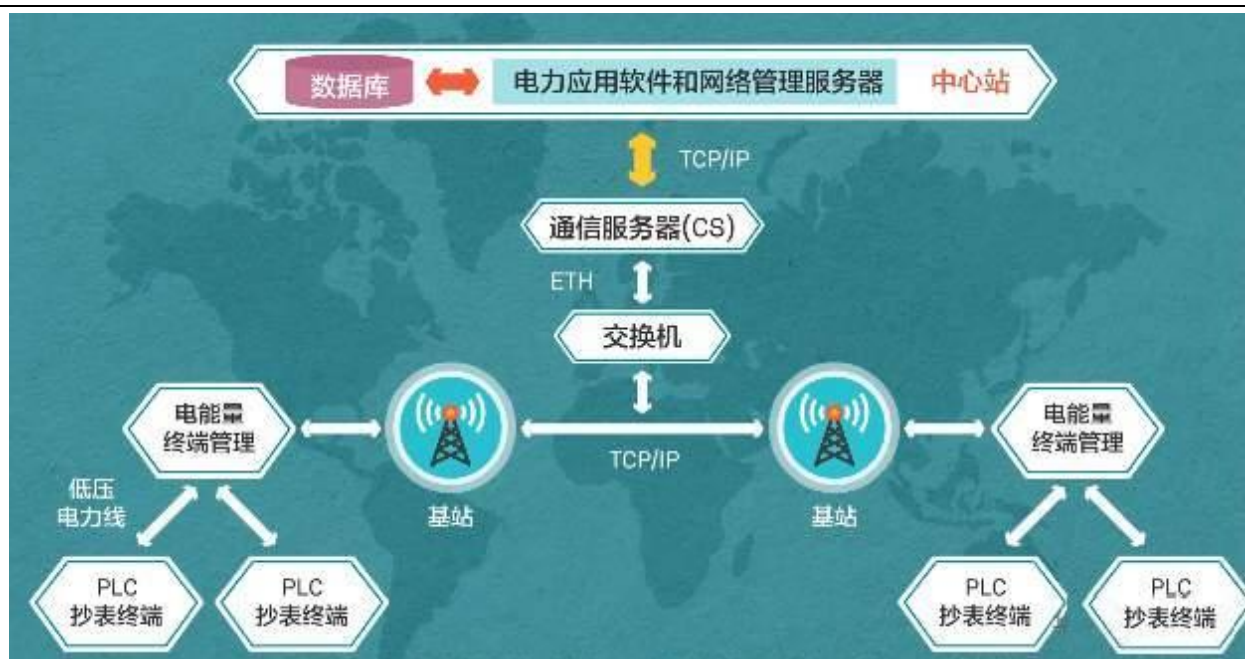 数据库
电力应用软件和网络管理服务器
中心站
TCP/IP
通信服务器(CS)
ETH
交换机
电能量
终端管理
电能量
终端管理
TCP/IP
低压
电力线
基站
基站
PLC
抄表终端
PLC
抄表终端
PLC
抄表终端
PLC
抄表终端